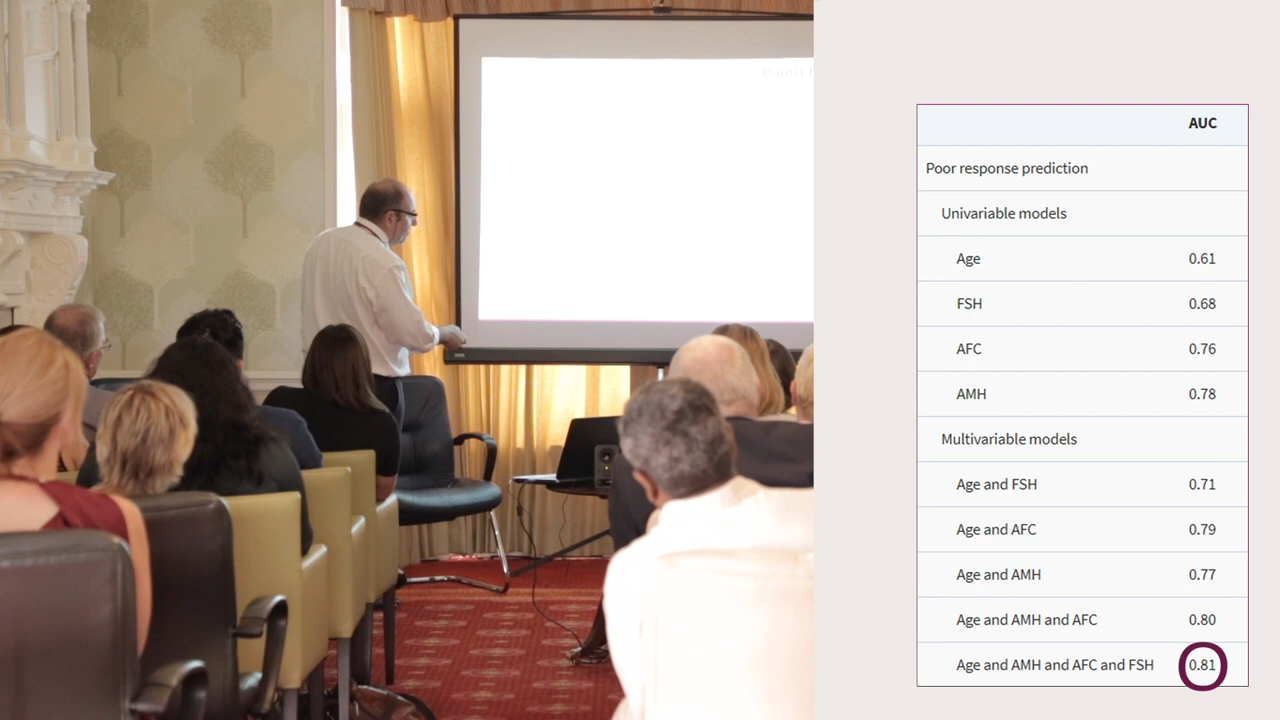 AUC
Poor response prediction
Univariable models
Age 0.61
FSH 0.68
AFC 0.76
AMH 0.78
Multivariable models
Age and FSH 0.71
Age and AFC 0.79
Age and AMH 0.77
Age and AMH and AFC 0.80
Age and AMH and AFC and FSH 0.81